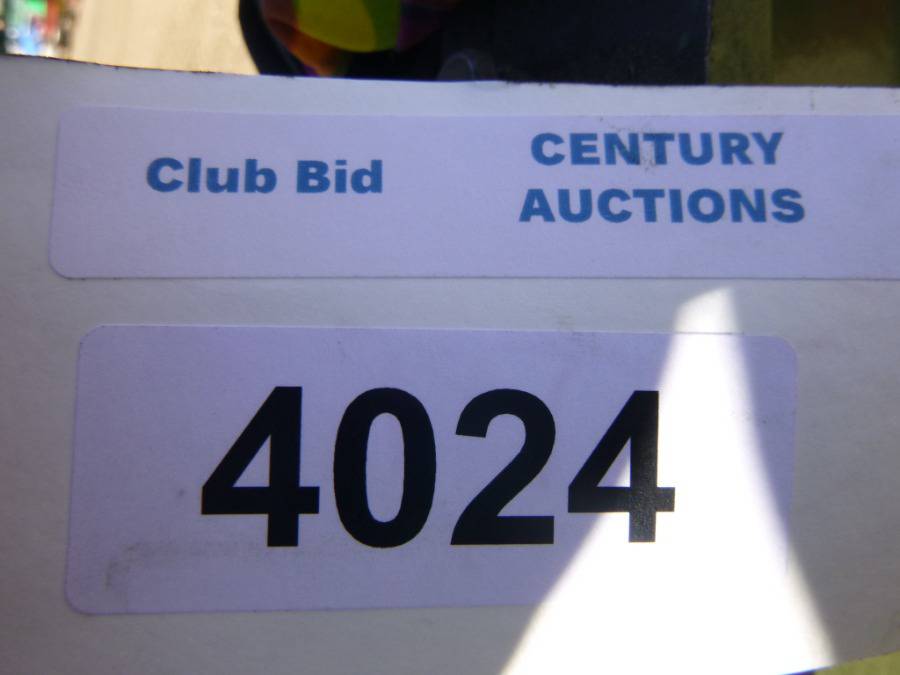 Club Bid
CENTURY
AUCTIONS
4024